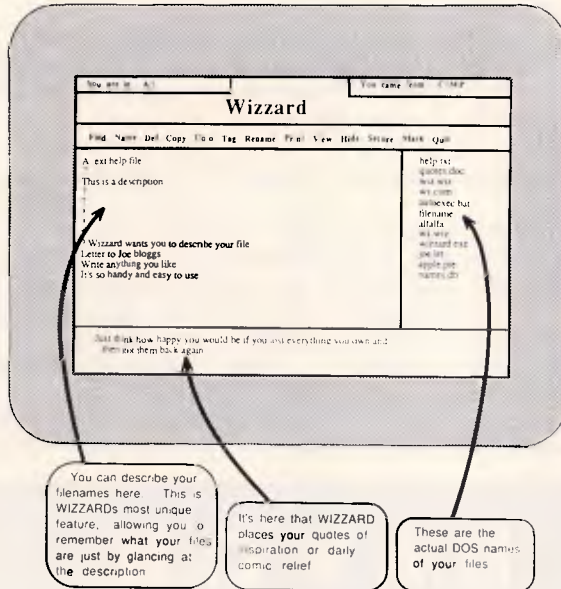 You are in A:\
You came from
Wizzard
Find Name Del Copy Tag Rename Print View Hide Secure Mark Quit
A ext help file
This is a description
? Wizzard wants you to describe your file
Letter to Joe bloggs
Write anything you like
It's so handy and easy to use
help txt
quotes doc
autoexec bat
filename
alfalfa
wizzard exe
joe let
apple pie
names
Just think how happy you would be if you lost everything you own and
then got them back again
You can describe your
filenames here. This is
WIZZARDs most unique
feature, allowing you o
remember what your files
are just by glancing at
the description
It's here that WIZZARD
places your quotes of
inspiration or daily
comic relief
These are the
actual DOS names
of your files